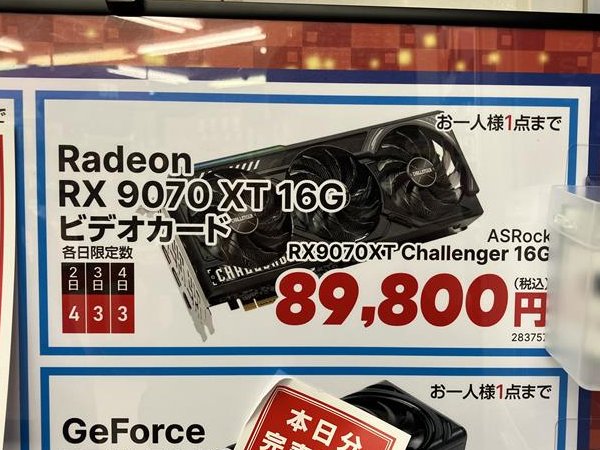 お一人様1点まで
Radeon
RX 9070 XT 16G
ビデオカード
各日限定数
2日 3日 4日
4 3 3
ASRock
RX9070XT Challenger 16G
89,800円
(税込)
28375
お一人様1点まで
GeForce
本日分